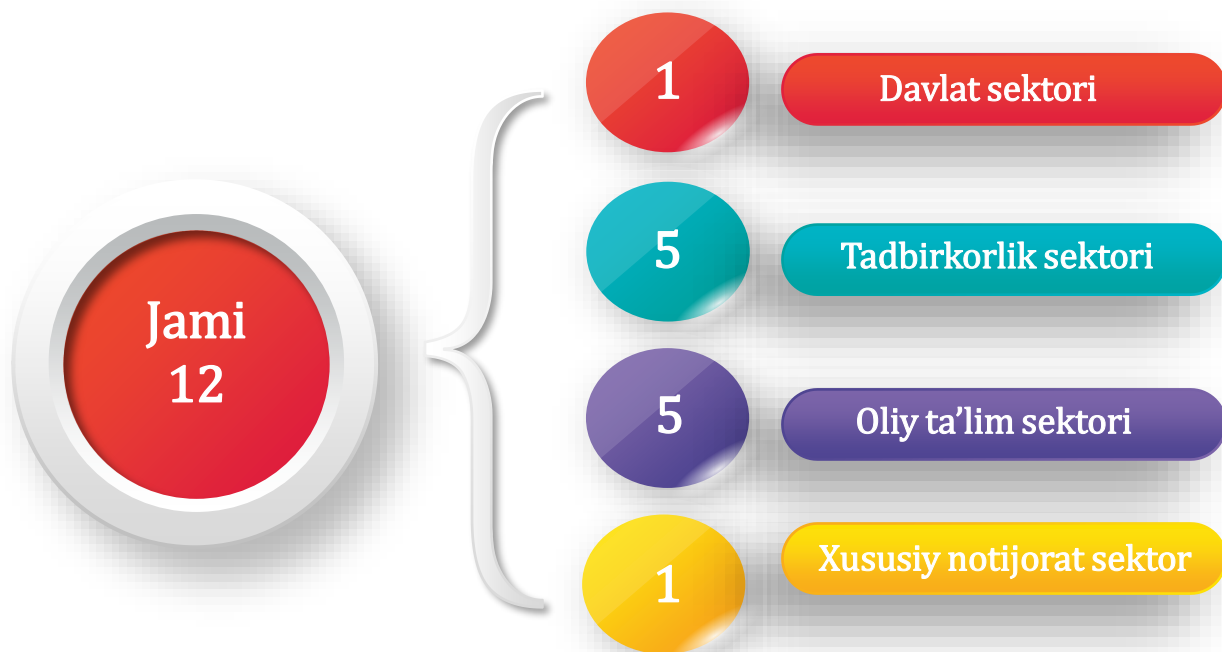 Jami
12
1
Davlat sektori
5
Tadbirkorlik sektori
5
Oliy ta’lim sektori
1
Xususiy notijorat sektor